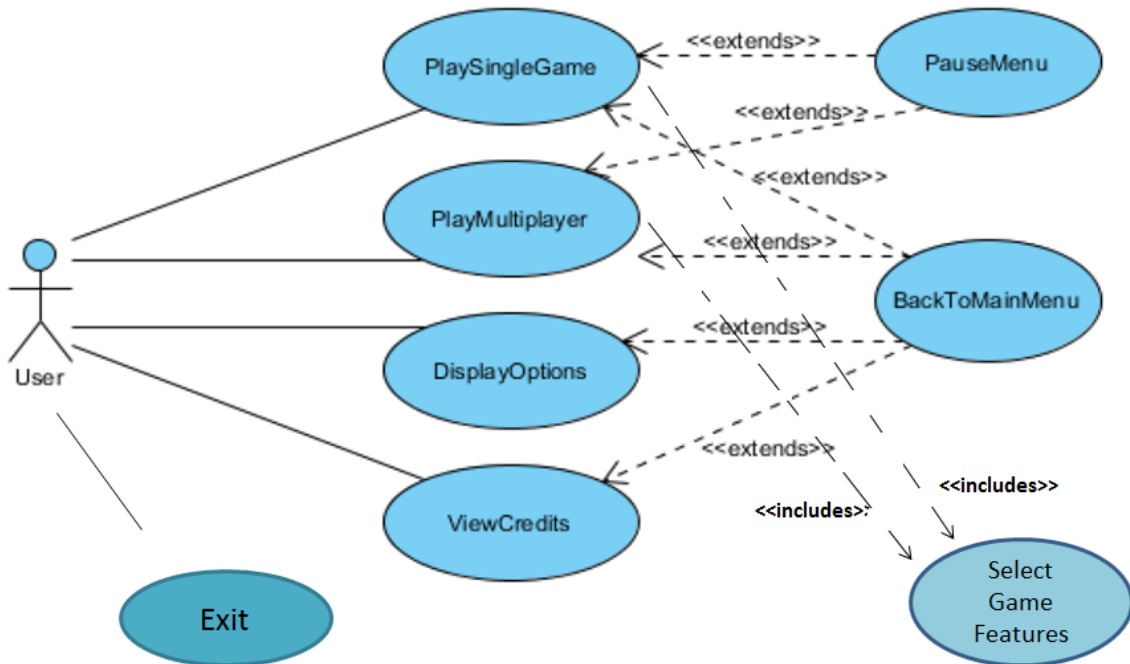 PlaySingleGame
<<extends>>
PauseMenu
<<extends>>
<<extends>>
PlayMultiplayer
<<extends>>
BackToMainMenu
<<extends>>
User
DisplayOptions
<<extends>>
<<includes>>
<<includes>
ViewCredits
Select
Game
Features
Exit